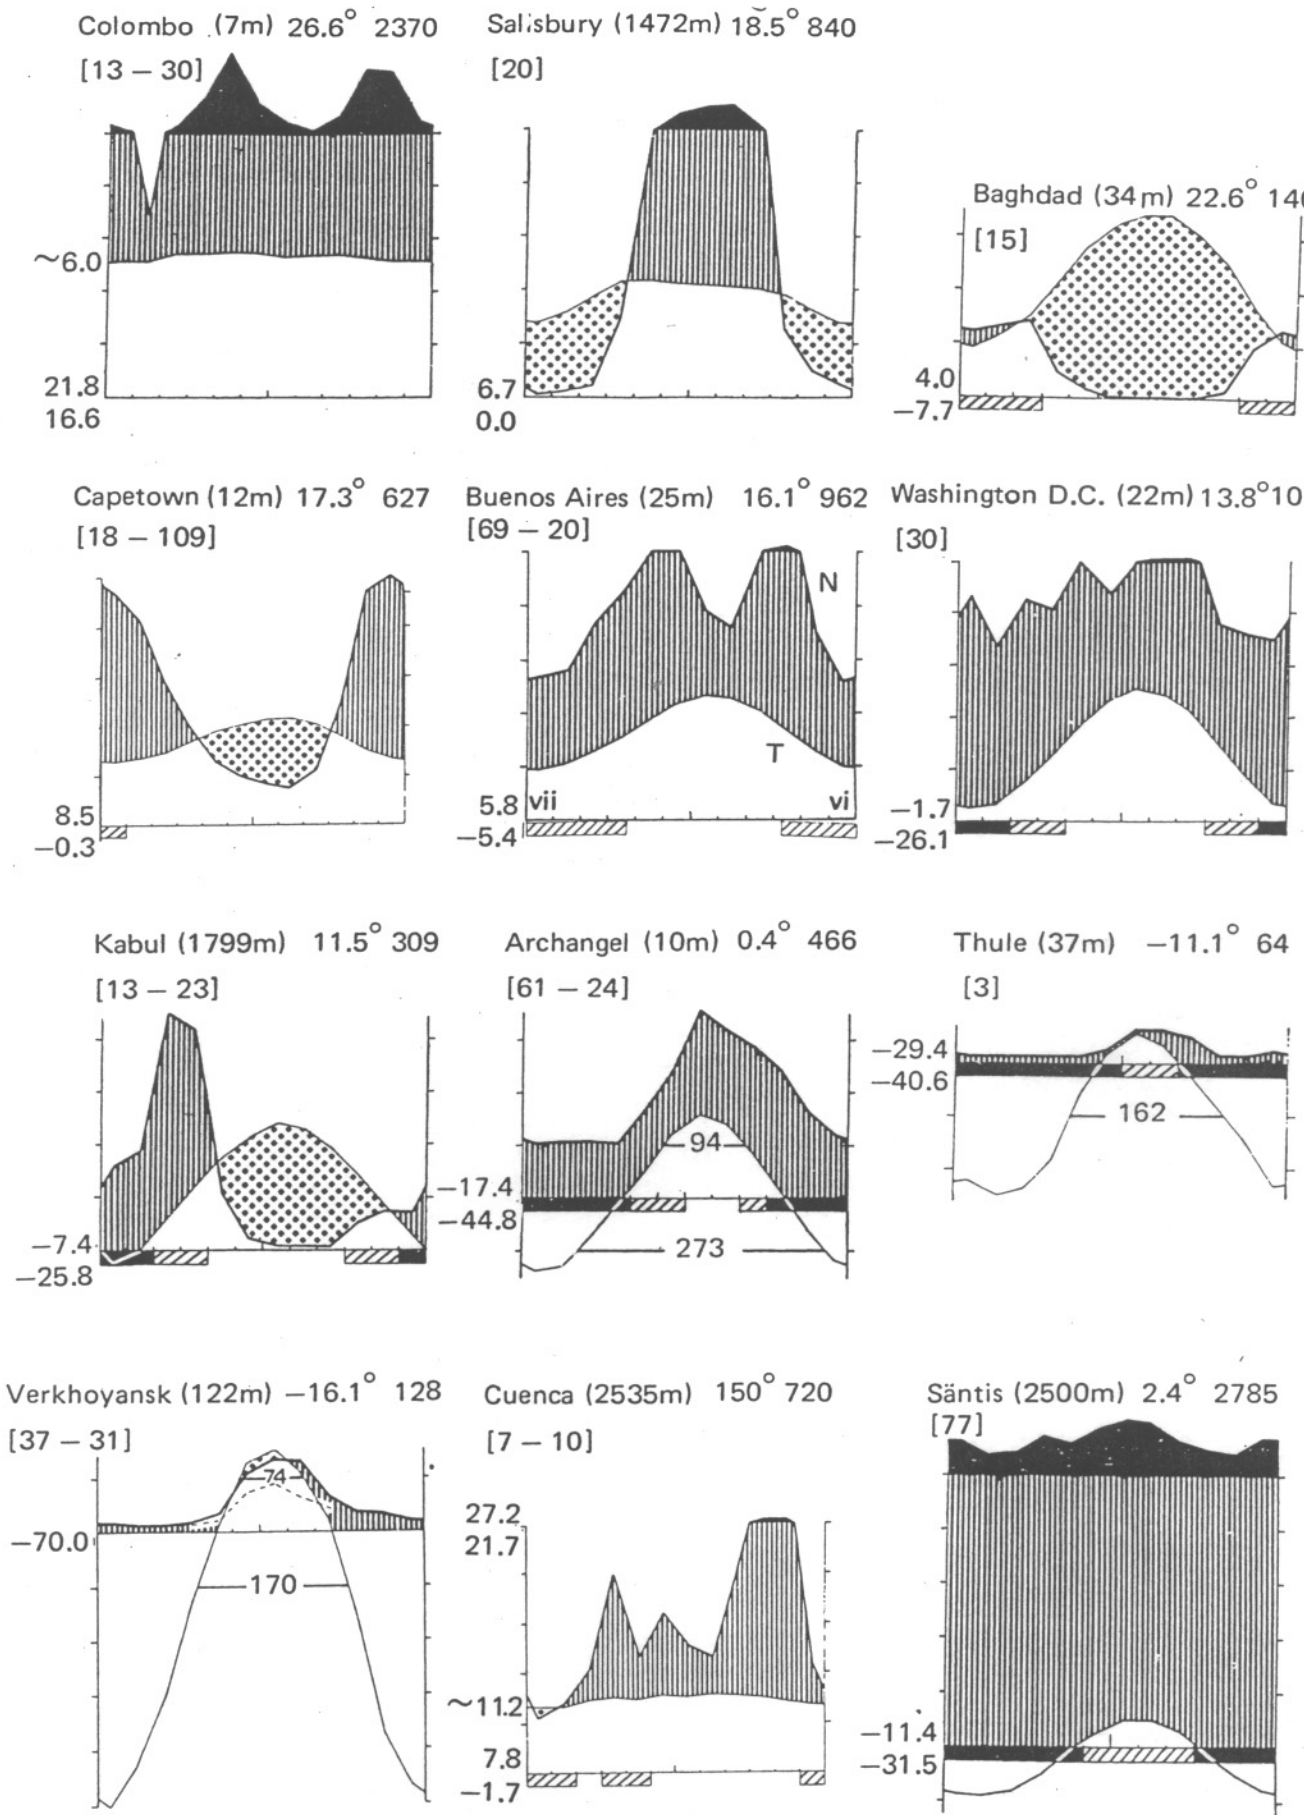 Colombo (7m) 26.6° 2370
[13 – 30]
~6.0
21.8
16.6
Salisbury (1472m) 18.5° 840
[20]
6.7
0.0
Baghdad (34m) 22.6° 140
[15]
4.0
–7.7
Capetown (12m) 17.3° 627
[18 – 109]
8.5
–0.3
Buenos Aires (25m) 16.1° 962
[69 – 20]
N
T
vii vi
5.8
–5.4
Washington D.C. (22m) 13.8° 10
[30]
–1.7
–26.1
Kabul (1799m) 11.5° 309
[13 – 23]
–7.4
–25.8
Archangel (10m) 0.4° 466
[61 – 24]
94
–17.4
–44.8
273
Thule (37m) –11.1° 64
[3]
–29.4
–40.6
162
Verkhoyansk (122m) –16.1° 128
[37 – 31]
74
–70.0
170
Cuenca (2535m) 150° 720
[7 – 10]
27.2
21.7
~11.2
7.8
–1.7
Säntis (2500m) 2.4° 2785
[77]
–11.4
–31.5